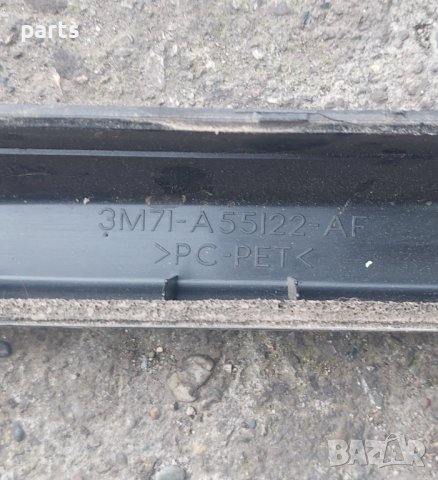 parts
3M71-A55122-AF
>PC-PET<
BAZAR